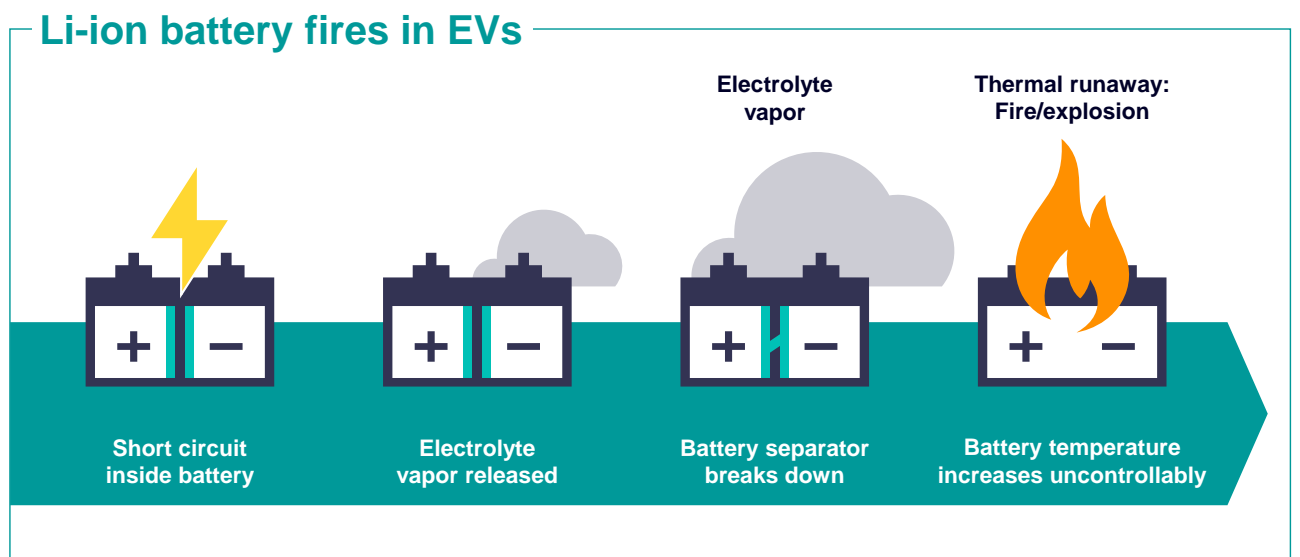 Li-ion battery fires in EVs
Electrolyte
vapor
Thermal runaway:
Fire/explosion
+ −
+ −
+ −
+ −
Short circuit
inside battery
Electrolyte
vapor released
Battery separator
breaks down
Battery temperature
increases uncontrollably